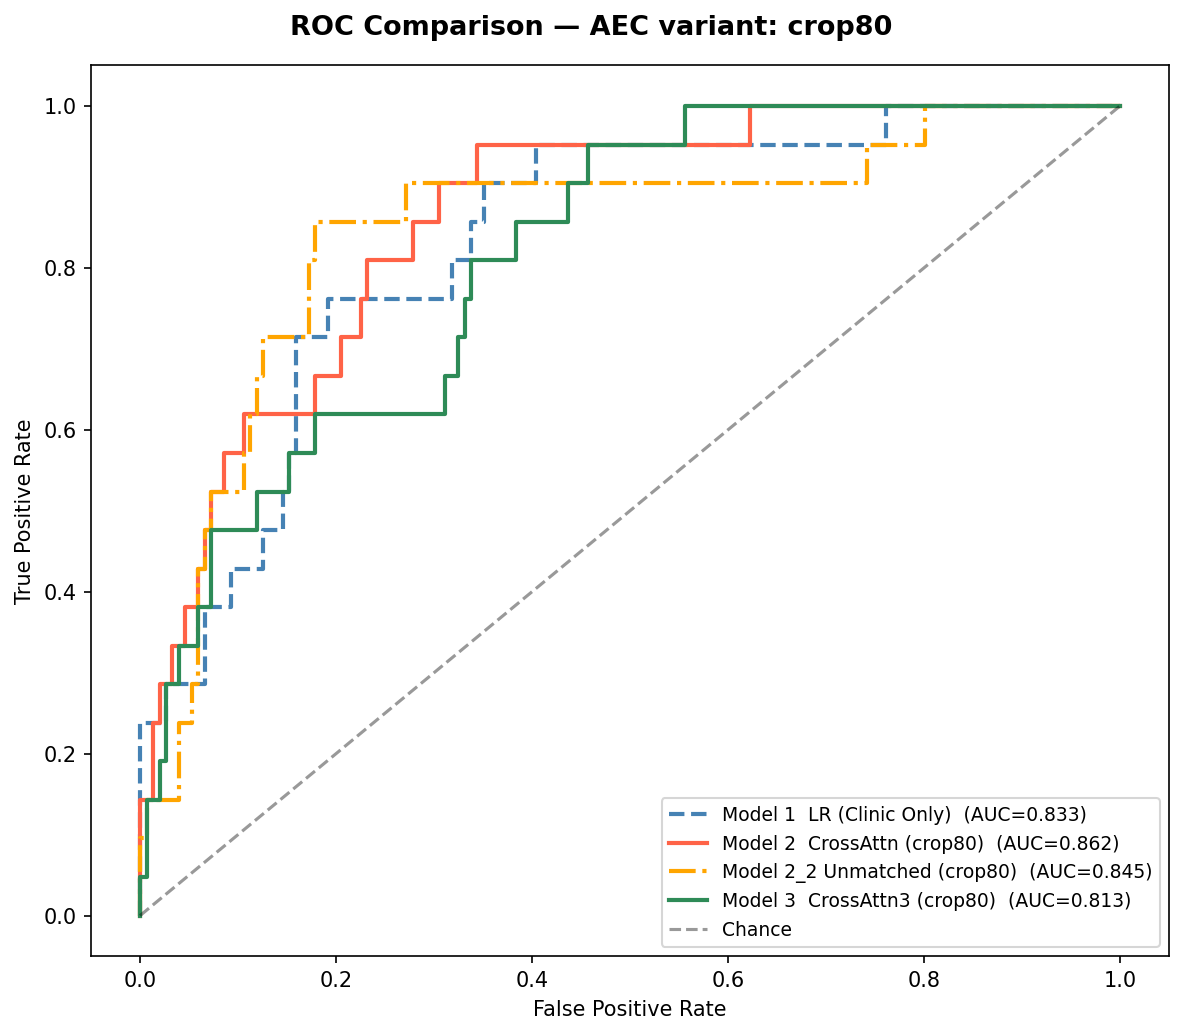 ROC Comparison — AEC variant: crop80
True Positive Rate
1.0
0.8
0.6
0.4
0.2
0.0
Model 1  LR (Clinic Only)  (AUC=0.833)
Model 2  CrossAttn (crop80)  (AUC=0.862)
Model 2_2 Unmatched (crop80)  (AUC=0.845)
Model 3  CrossAttn3 (crop80)  (AUC=0.813)
Chance
0.0 0.2 0.4 0.6 0.8 1.0
False Positive Rate